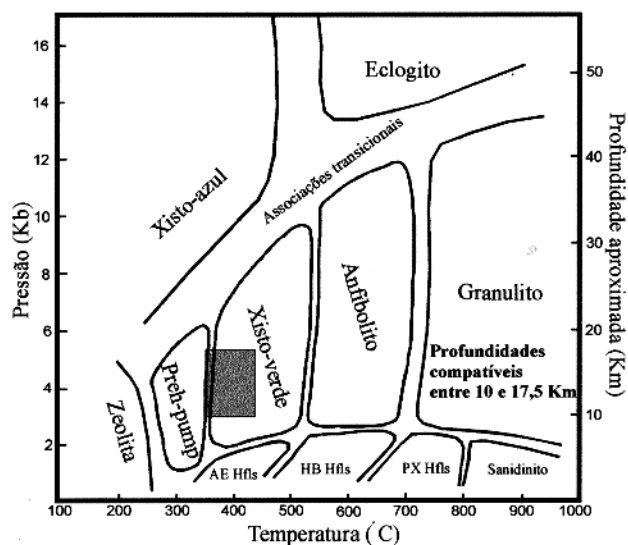 16
14
12
10
8
6
4
2
Pressão (Kb)
50
40
30
20
10
Profundidade aproximada (Km)
Eclogito
Associações transicionais
Xisto-azul
Anfibolito
Granulito
Xisto-verde
Preh-pump
Zeolita
Profundidades
compatíveis
entre 10 e 17,5 Km
AE Hfls
HB Hfls
PX Hfls
Sanidinito
100 200 300 400 500 600 700 800 900 1000
Temperatura (´C)